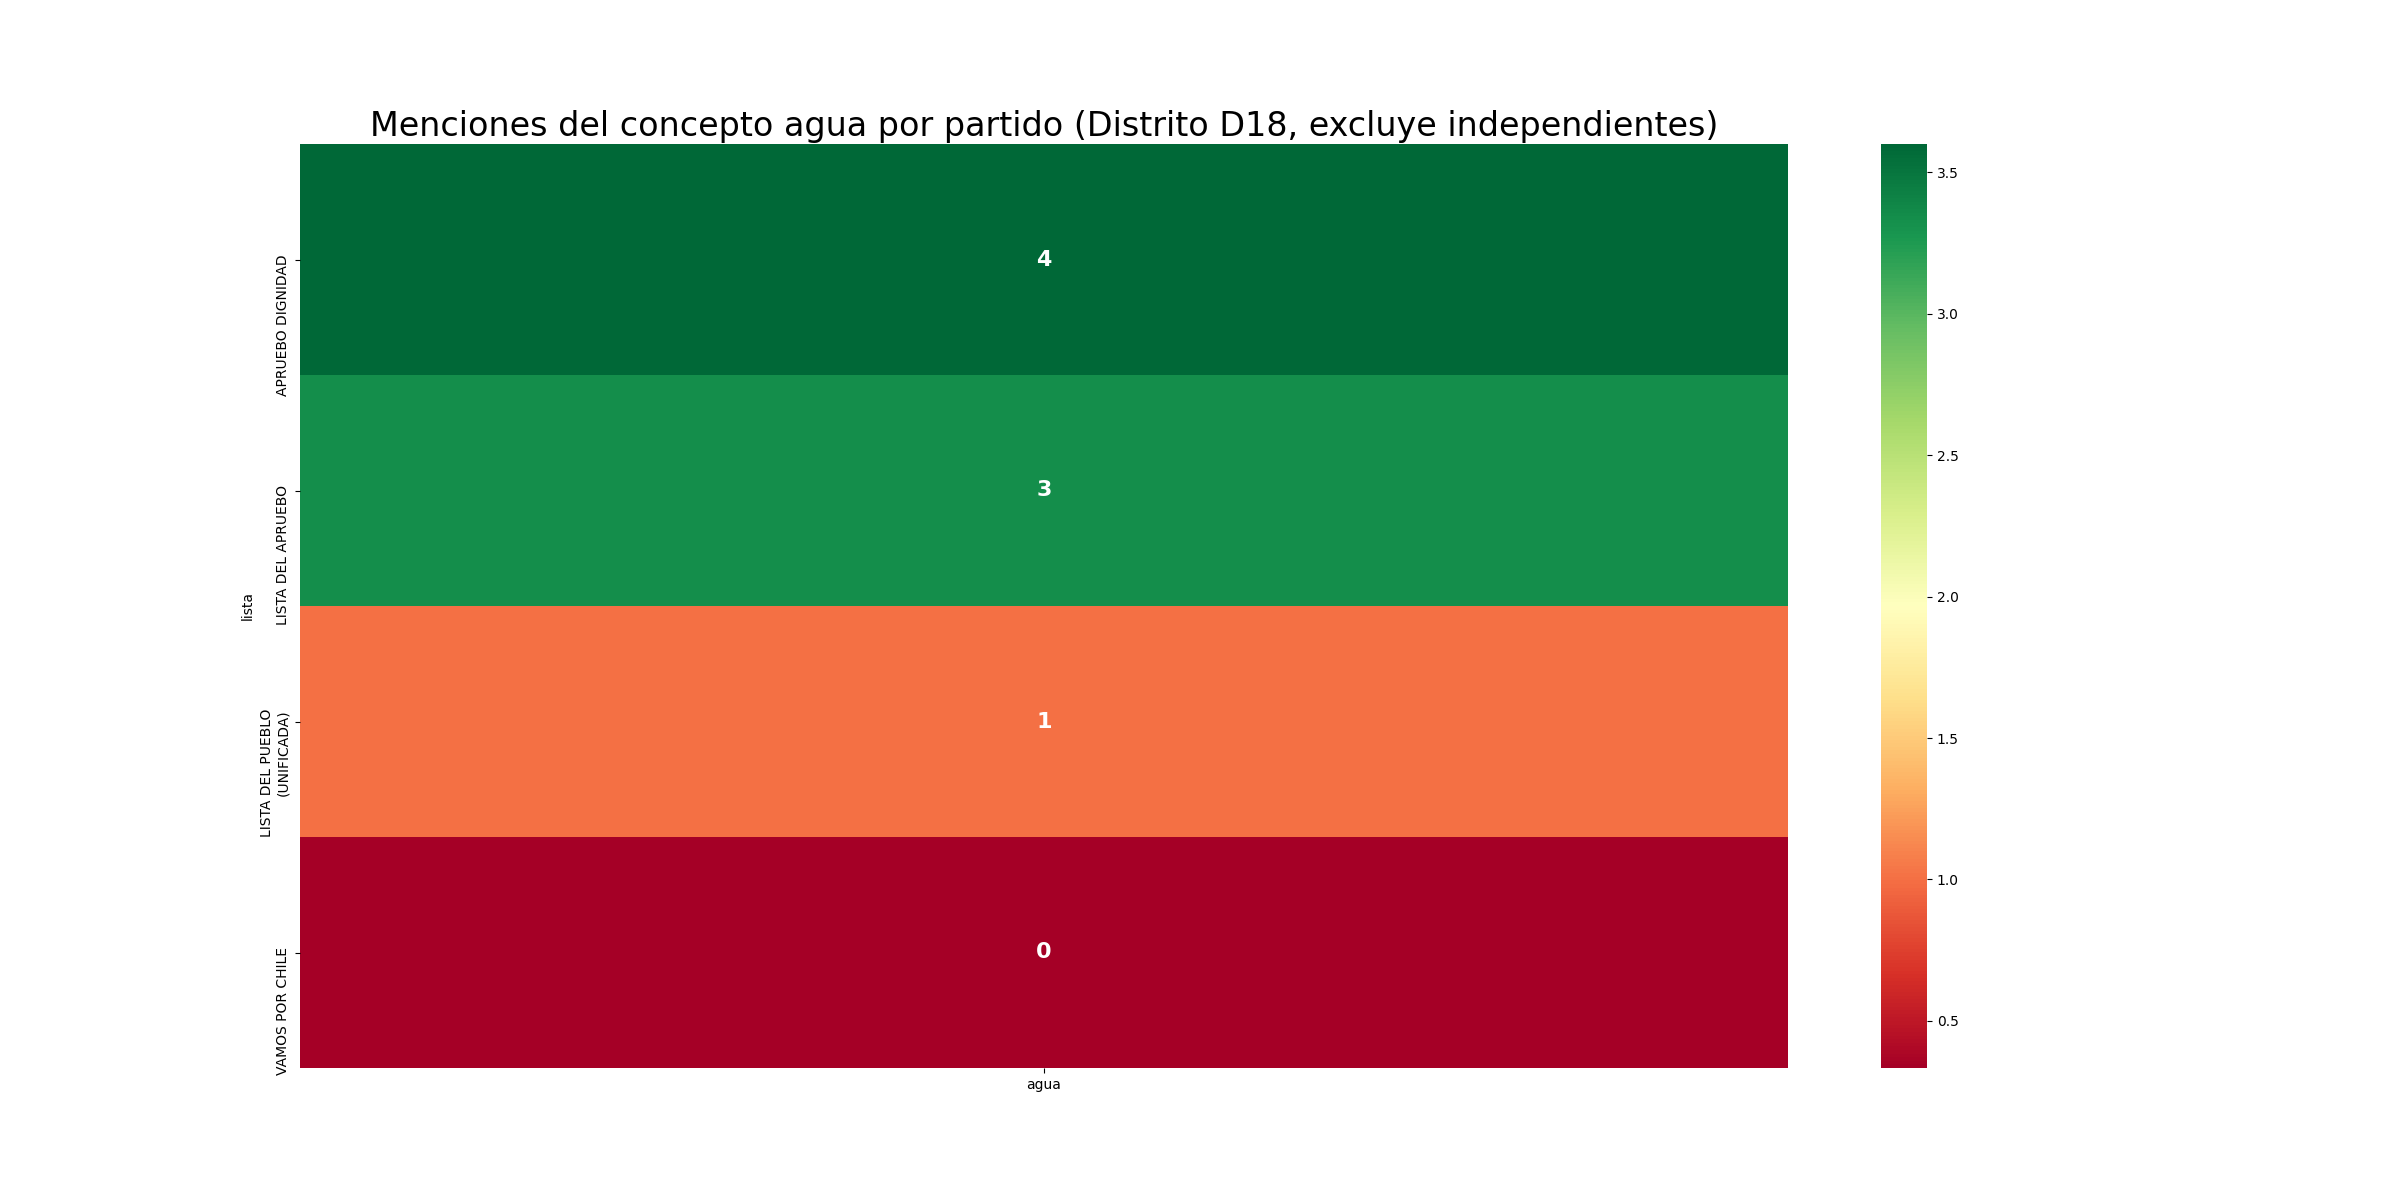 Menciones del concepto agua por partido (Distrito D18, excluye independientes)
lista
APRUEBO DIGNIDAD
4
LISTA DEL APRUEBO
3
LISTA DEL PUEBLO
(UNIFICADA)
1
VAMOS POR CHILE
0
agua
3.5
3.0
2.5
2.0
1.5
1.0
0.5